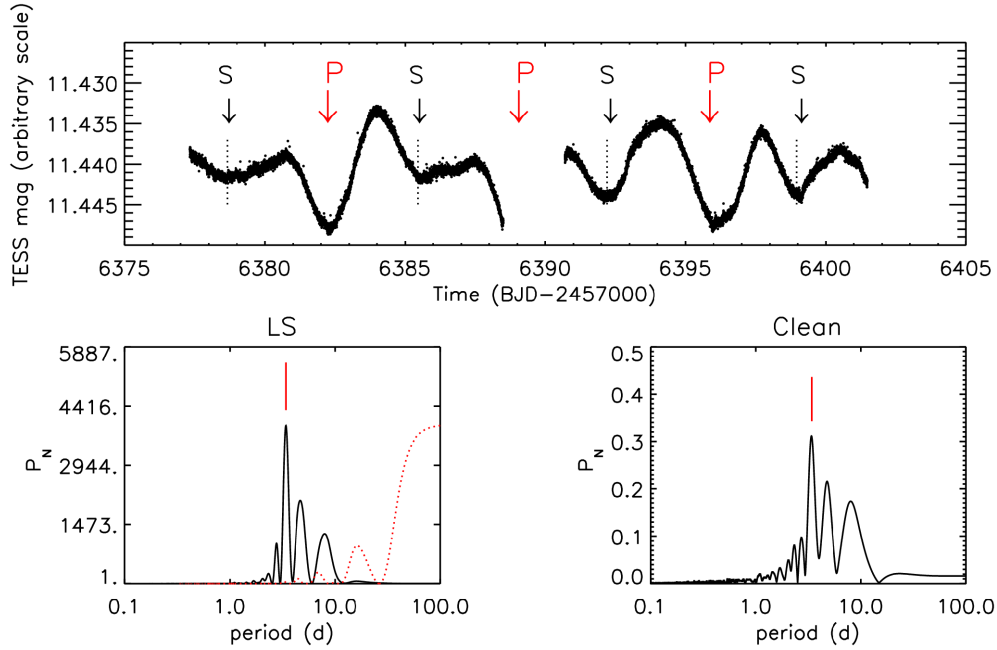 TESS mag (arbitrary scale)
11.430
11.435
11.440
11.445
S P S P S P S
6375 6380 6385 6390 6395 6400 6405
Time (BJD-2457000)
LS
5887.
4416.
2944.
1473.
1.
P_N
0.1 1.0 10.0 100.0
period (d)
Clean
0.5
0.4
0.3
0.2
0.1
0.0
P_N
0.1 1.0 10.0 100.0
period (d)